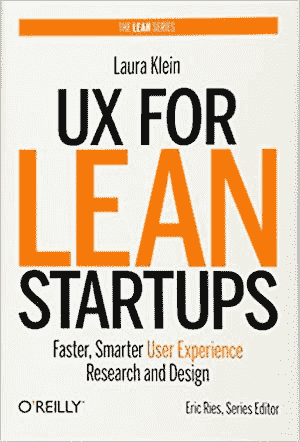 THE LEAN SERIES
Laura Klein
UX FOR
LEAN
STARTUPS
Faster, Smarter User Experience
Research and Design
O'REILLY®
Eric Ries, Series Editor